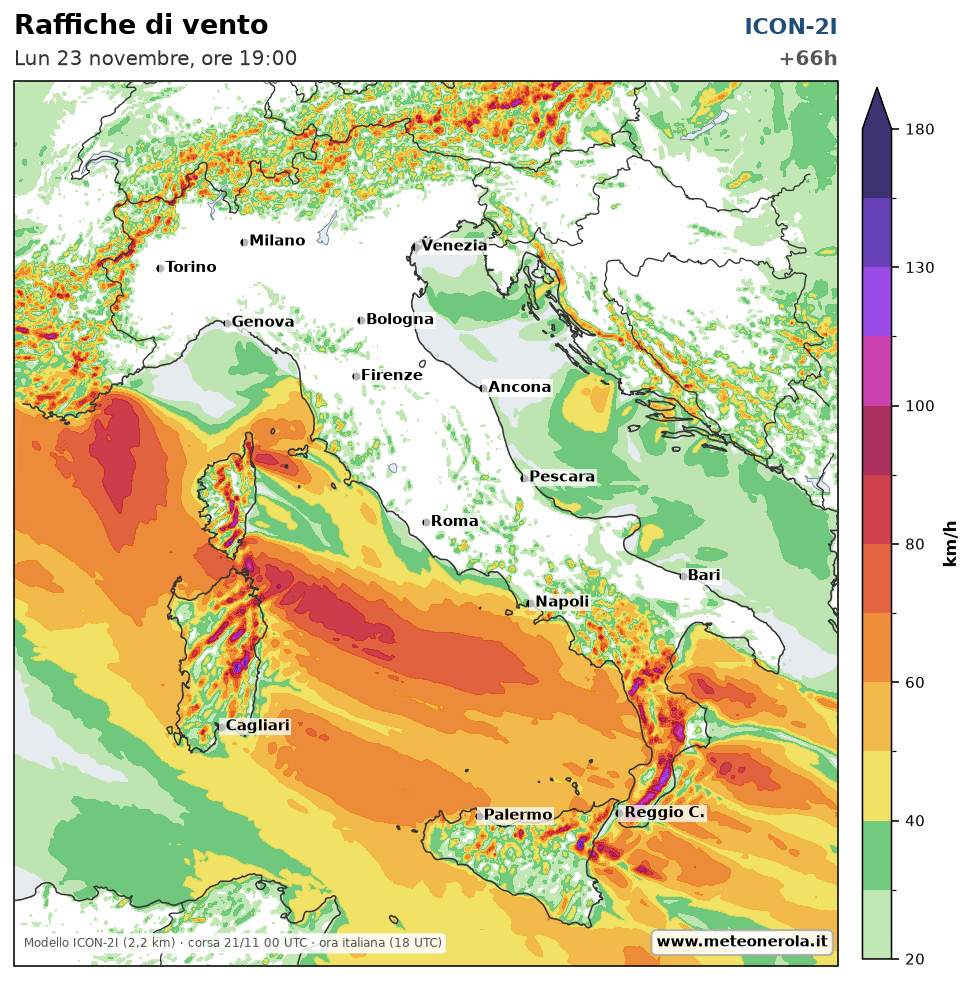 Raffiche di vento
ICON-2I
Lun 23 novembre, ore 19:00
+66h
180
130
100
80
60
40
20
km/h
Milano
Venezia
Torino
Genova
Bologna
Firenze
Ancona
Pescara
Roma
Bari
Napoli
Cagliari
Palermo
Reggio C.
Modello ICON-2I (2,2 km) · corsa 21/11 00 UTC · ora italiana (18 UTC)
www.meteonerola.it